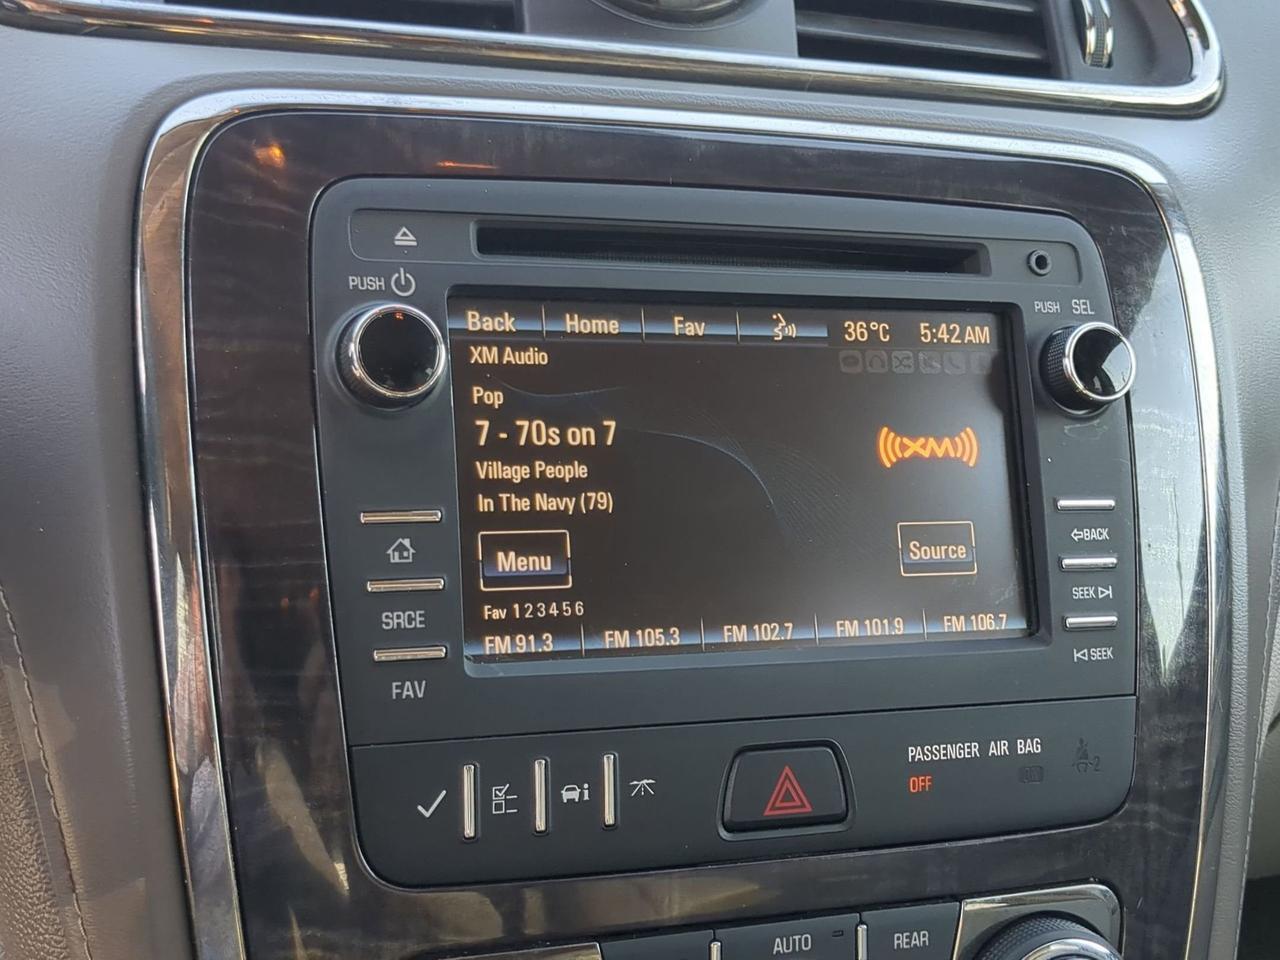 PUSH
PUSH SEL
Back Home Fav 36°C 5:42 AM
XM Audio
Pop
7 - 70s on 7
XM
Village People
In The Navy (79)
Menu Source
Fav 1 2 3 4 5 6
FM 91.3 FM 105.3 FM 102.7 FM 101.9 FM 106.7
SRCE
FAV
BACK
SEEK
SEEK
PASSENGER AIR BAG
OFF
2
AUTO
REAR